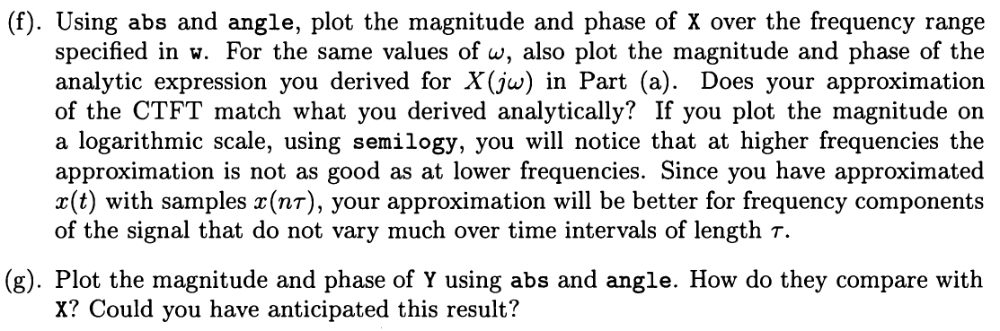 (f). Using abs and angle, plot the magnitude and phase of X over the frequency range
specified in w. For the same values of ω, also plot the magnitude and phase of the
analytic expression you derived for X(jω) in Part (a). Does your approximation
of the CTFT match what you derived analytically? If you plot the magnitude on
a logarithmic scale, using semilogy, you will notice that at higher frequencies the
approximation is not as good as at lower frequencies. Since you have approximated
x(t) with samples x(nτ), your approximation will be better for frequency components
of the signal that do not vary much over time intervals of length τ.
(g). Plot the magnitude and phase of Y using abs and angle. How do they compare with
X? Could you have anticipated this result?